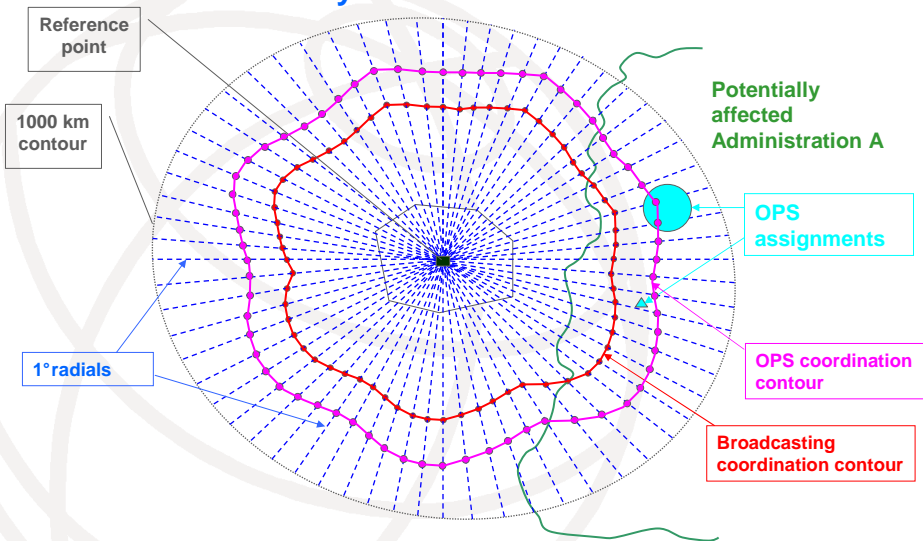 Reference
point
1000 km
contour
Potentially
affected
Administration A
OPS
assignments
1°radials
OPS coordination
contour
Broadcasting
coordination contour